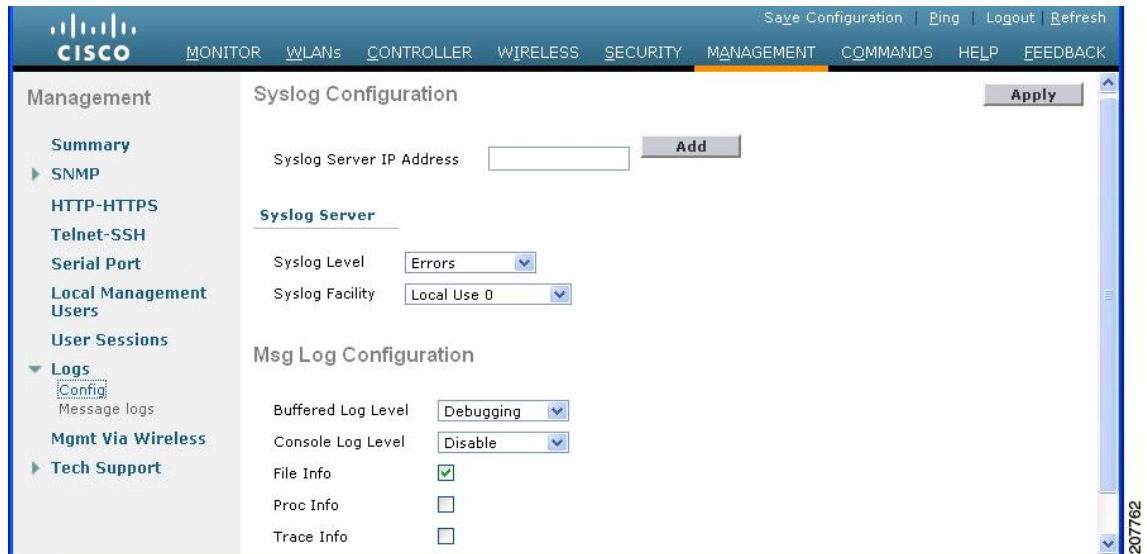 Save Configuration | Ping | Logout | Refresh
CISCO
MONITOR WLANs CONTROLLER WIRELESS SECURITY MANAGEMENT COMMANDS HELP FEEDBACK
Management
Summary
SNMP
HTTP-HTTPS
Telnet-SSH
Serial Port
Local Management
Users
User Sessions
Logs
Config
Message logs
Mgmt Via Wireless
Tech Support
Syslog Configuration
Apply
Syslog Server IP Address
Add
Syslog Server
Syslog Level Errors
Syslog Facility Local Use 0
Msg Log Configuration
Buffered Log Level Debugging
Console Log Level Disable
File Info
Proc Info
Trace Info
207762